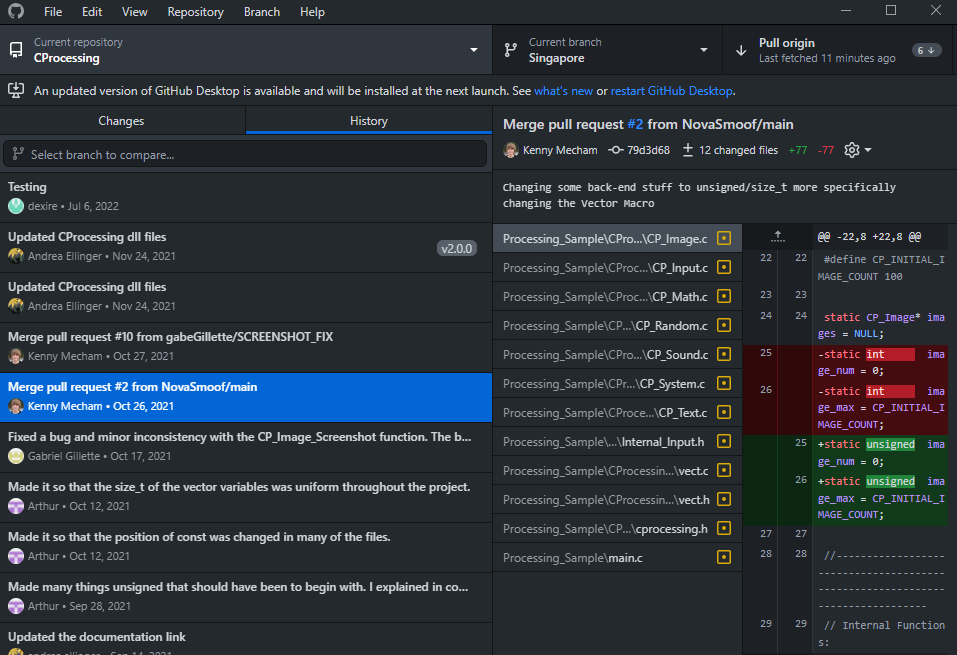 File Edit View Repository Branch Help
Current repository
CProcessing
Current branch
Singapore
Pull origin
Last fetched 11 minutes ago
6
An updated version of GitHub Desktop is available and will be installed at the next launch. See what's new or restart GitHub Desktop.
Changes
History
Select branch to compare...
Testing
dexire • Jul 6, 2022
Updated CProcessing dll files
Andrea Ellinger • Nov 24, 2021
v2.0.0
Updated CProcessing dll files
Andrea Ellinger • Nov 24, 2021
Merge pull request #10 from gabeGillette/SCREENSHOT_FIX
Kenny Mecham • Oct 27, 2021
Merge pull request #2 from NovaSmoof/main
Kenny Mecham • Oct 26, 2021
Fixed a bug and minor inconsistency with the CP_Image_Screenshot function. The b...
Gabriel Gillette • Oct 17, 2021
Made it so that the size_t of the vector variables was uniform throughout the project.
Arthur • Oct 12, 2021
Made it so that the position of const was changed in many of the files.
Arthur • Oct 12, 2021
Made many things unsigned that should have been to begin with. I explained in co...
Arthur • Sep 28, 2021
Updated the documentation link
Merge pull request #2 from NovaSmoof/main
Kenny Mecham 79d3d68 12 changed files +77 -77
Changing some back-end stuff to unsigned/size_t more specifically
changing the Vector Macro
Processing_Sample\CPro...\CP_Image.c
Processing_Sample\CProc...\CP_Input.c
Processing_Sample\CProc...\CP_Math.c
Processing_Sample\CP...\CP_Random.c
Processing_Sample\CPro...\CP_Sound.c
Processing_Sample\CPr...\CP_System.c
Processing_Sample\CProce...\CP_Text.c
Processing_Sample\...\Internal_Input.h
Processing_Sample\CProcessin...\vect.c
Processing_Sample\CProcessin...\vect.h
Processing_Sample\CP...\cprocessing.h
Processing_Sample\main.c
@@ -22,8 +22,8 @@
22 22 #define CP_INITIAL_I
MAGE_COUNT 100
23 23
24 24 static CP_Image* ima
ges = NULL;
25 -static int ima
ge_num = 0;
26 -static int ima
ge_max = CP_INITIAL_I
MAGE_COUNT;
25 +static unsigned ima
ge_num = 0;
26 +static unsigned ima
ge_max = CP_INITIAL_I
MAGE_COUNT;
27 27
28 28 //------------------
---------------------
---------------------
------------------
29 29 // Internal Function
s: